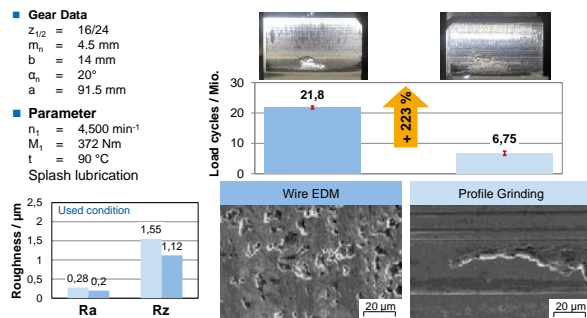 Gear Data
z1/2 = 16/24
mn = 4.5 mm
b = 14 mm
αn = 20°
a = 91.5 mm
Parameter
n1 = 4,500 min-1
M1 = 372 Nm
t = 90 °C
Splash lubrication
Load cycles / Mio.
30
20
10
0
21,8
+ 223 %
6,75
Wire EDM
Profile Grinding
20 µm
20 µm
Roughness / µm
2,5
2
1,5
1
0,5
0
Used condition
0,28
0,2
1,55
1,12
Ra
Rz